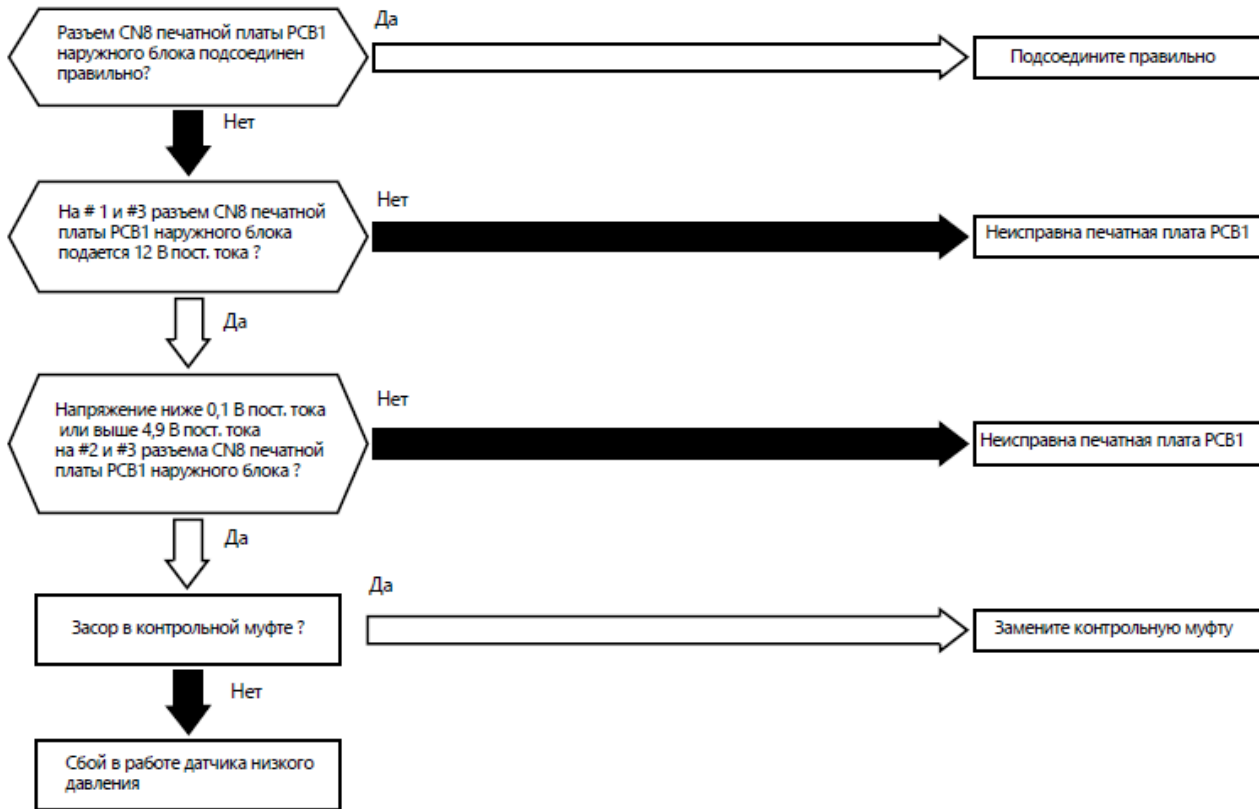 Разъем CN8 печатной платы PCB1
наружного блока подсоединен
правильно?
Да
Подсоедините правильно
Нет
На # 1 и #3 разъем CN8 печатной
платы PCB1 наружного блока
подается 12 В пост. тока ?
Нет
Неисправна печатная плата PCB1
Да
Напряжение ниже 0,1 В пост. тока
или выше 4,9 В пост. тока
на #2 и #3 разъема CN8 печатной
платы PCB1 наружного блока ?
Нет
Неисправна печатная плата PCB1
Да
Засор в контрольной муфте ?
Да
Замените контрольную муфту
Нет
Сбой в работе датчика низкого
давления